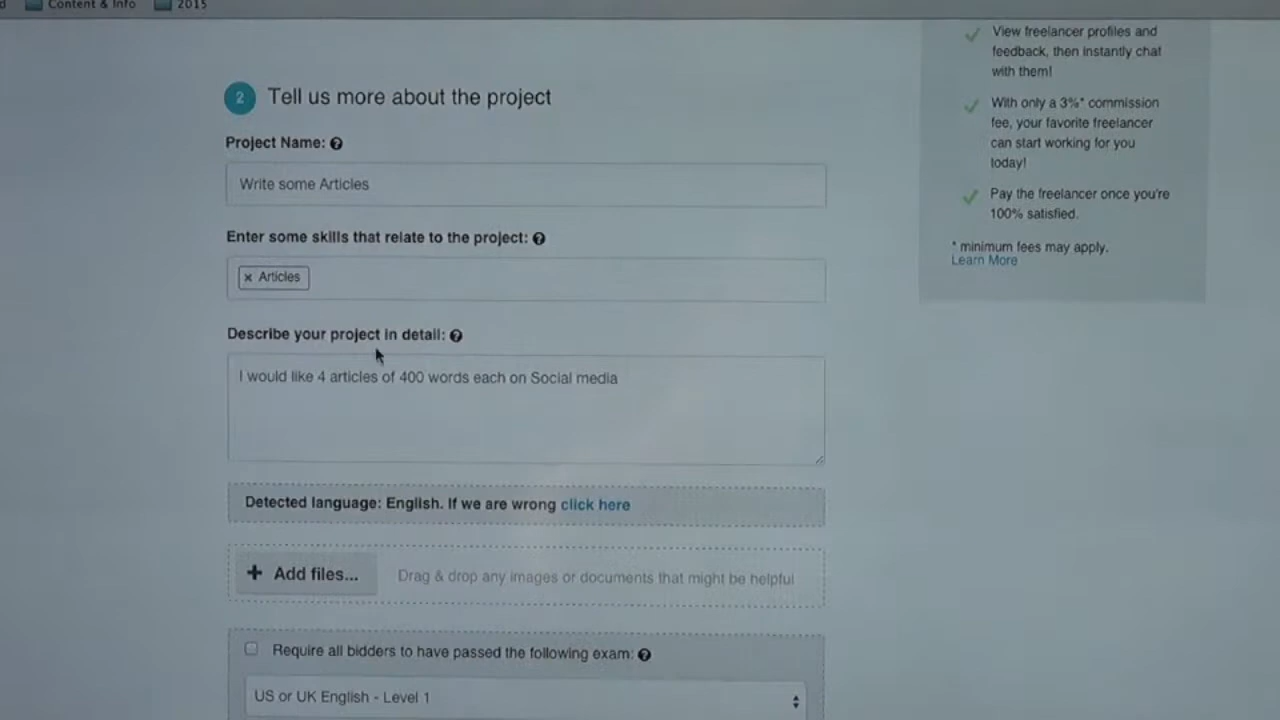 Content & Info
2015
View freelancer profiles and
feedback, then instantly chat
with them!
With only a 3%* commission
fee, your favorite freelancer
can start working for you
today!
Pay the freelancer once you're
100% satisfied.
* minimum fees may apply.
Learn More
2 Tell us more about the project
Project Name:
Write some Articles
Enter some skills that relate to the project:
× Articles
Describe your project in detail:
I would like 4 articles of 400 words each on Social media
Detected language: English. If we are wrong click here
+ Add files...
Drag & drop any images or documents that might be helpful
Require all bidders to have passed the following exam:
US or UK English - Level 1